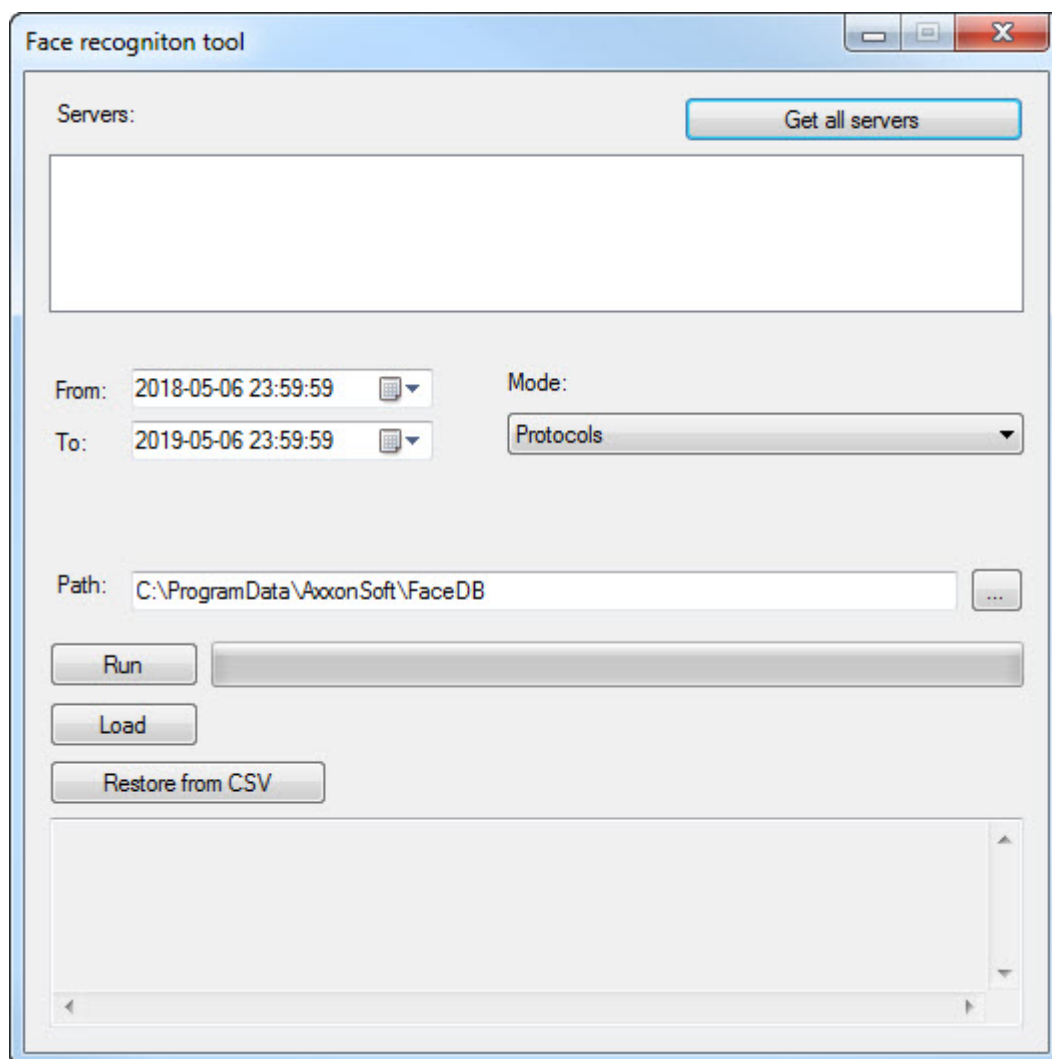 Face recogniton tool
Servers:
Get all servers
From: 2018-05-06 23:59:59
Mode:
To: 2019-05-06 23:59:59
Protocols
Path: C:\ProgramData\AxxonSoft\FaceDB
...
Run
Load
Restore from CSV